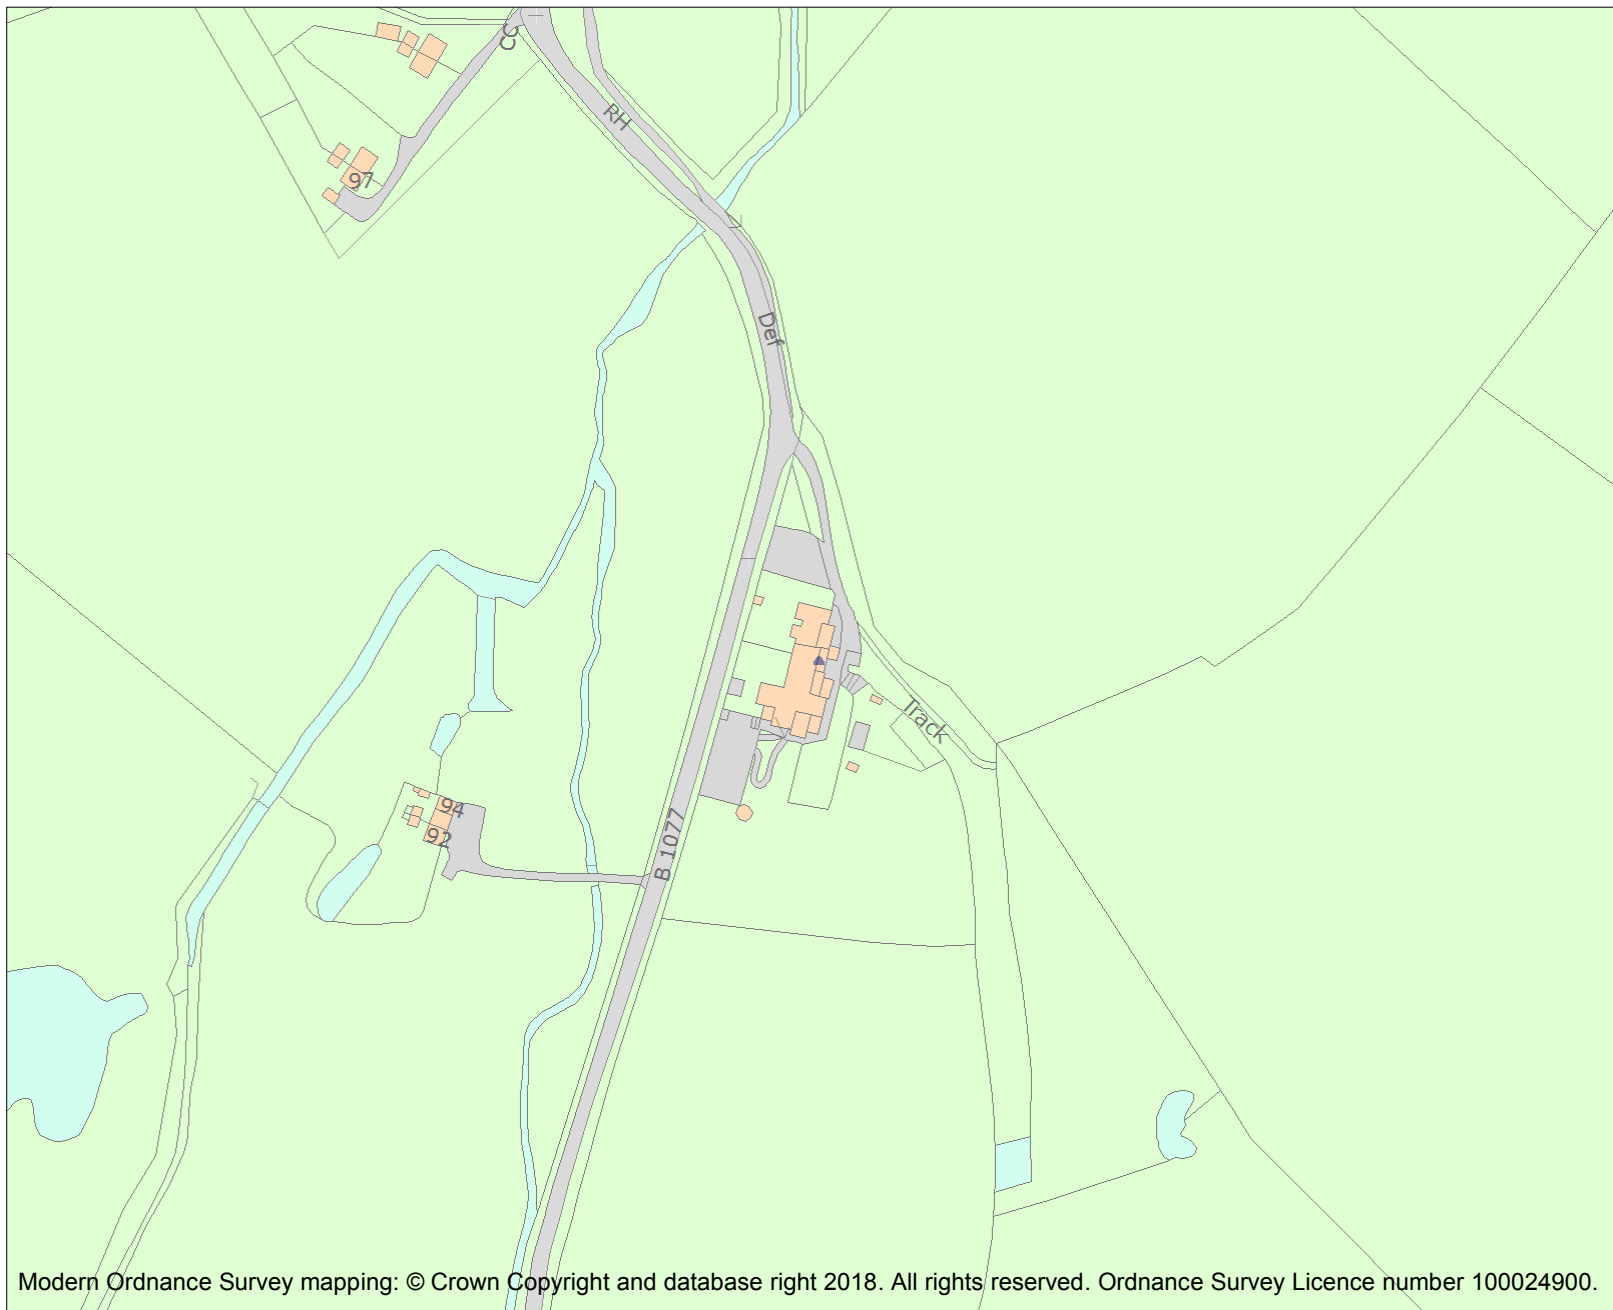 CC
RH
97
Def
Track
94
92
B 1077
Modern Ordnance Survey mapping: © Crown Copyright and database right 2018. All rights reserved. Ordnance Survey Licence number 100024900.